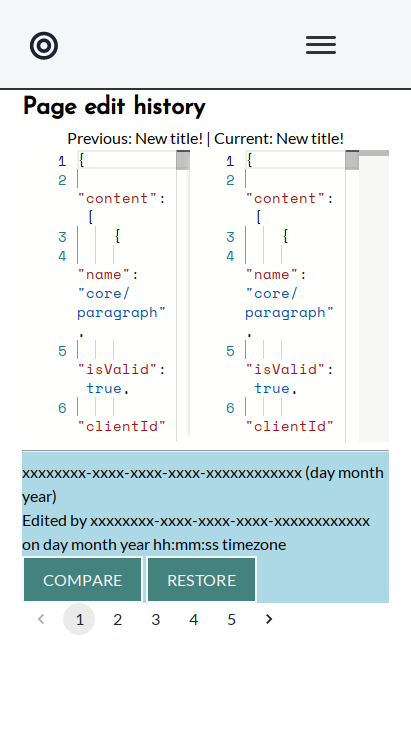 Page edit history
Previous: New title! | Current: New title!
1 {
2
"content":
[
3 {
4
"name":
"core/
paragraph"
,
5
"isValid":
true,
6
"clientId"
1 {
2
"content":
[
3 {
4
"name":
"core/
paragraph"
,
5
"isValid":
true,
6
"clientId"
xxxxxxxx-xxxx-xxxx-xxxx-xxxxxxxxxxxx (day month
year)
Edited by xxxxxxxx-xxxx-xxxx-xxxx-xxxxxxxxxxxx
on day month year hh:mm:ss timezone
COMPARE RESTORE
1 2 3 4 5